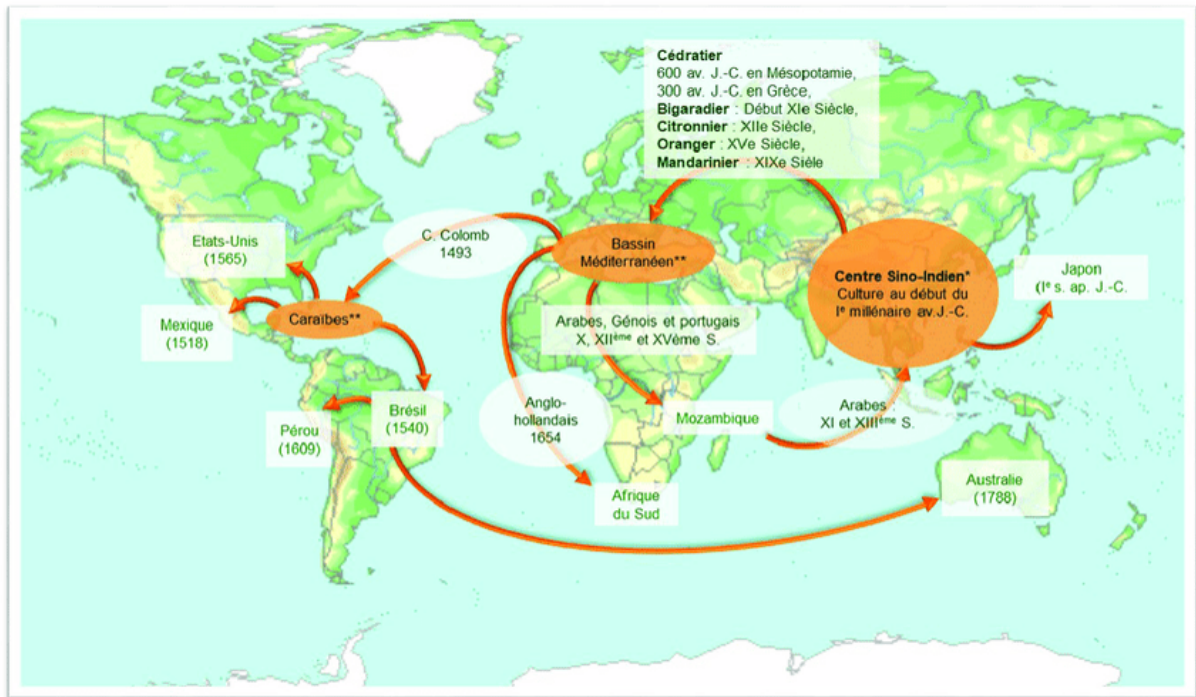 Cédratier
600 av. J.-C. en Mésopotamie,
300 av. J.-C. en Grèce,
Bigaradier : Début XIe Siècle,
Citronnier : XIIe Siècle,
Oranger : XVe Siècle,
Mandarinier : XIXe Sièle
C. Colomb
1493
Etats-Unis
(1565)
Bassin
Méditerranéen**
Centre Sino-Indien*
Culture au début du
Iᵉ millénaire av.J.-C.
Japon
(Iᵉ s. ap. J.-C.
Caraïbes**
Mexique
(1518)
Arabes, Génois et portugais
X, XIIᵉᵐᵉ et XVème S.
Anglo-
hollandais
1654
Mozambique
Arabes :
XI et XIIIᵉᵐᵉ S.
Brésil
(1540)
Pérou
(1609)
Afrique
du Sud
Australie
(1788)